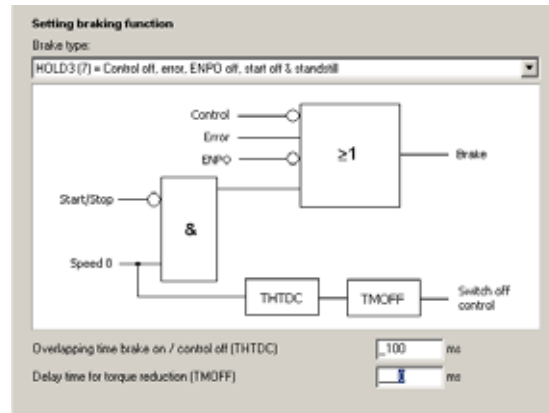 Setting braking function
Brake type:
HOLD3 (7) = Control off, error, ENPO off, start off & standstill
Control
Error
ENPO
≥1
Brake
Start/Stop
&
Speed 0
THTDC
TMOFF
Switch off
control
Overlapping time brake on / control off (THTDC)
_100 ms
Delay time for torque reduction (TMOFF)
__0 ms